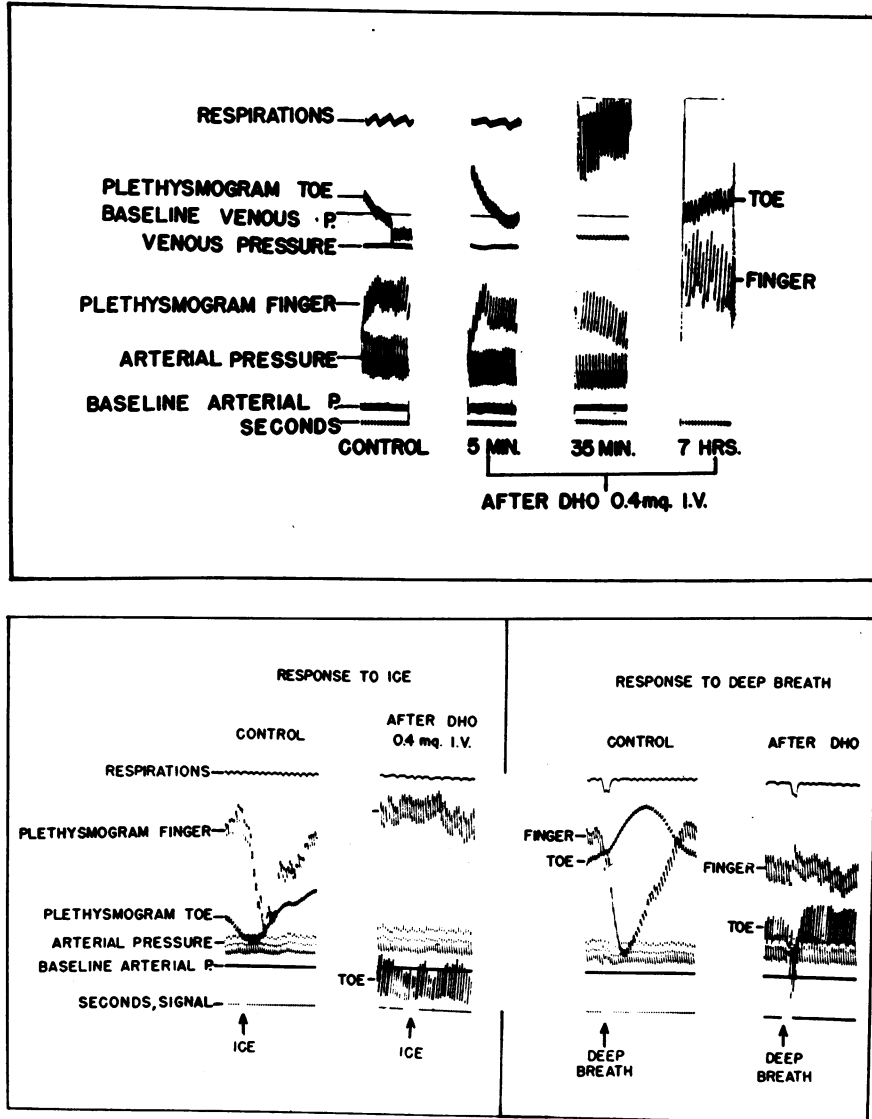 RESPIRATIONS
PLETHYSMOGRAM TOE
BASELINE VENOUS P.
VENOUS PRESSURE
PLETHYSMOGRAM FINGER
ARTERIAL PRESSURE
BASELINE ARTERIAL P.
SECONDS
TOE
FINGER
CONTROL 5 MIN. 35 MIN. 7 HRS.
AFTER DHO 0.4mq. I.V.
RESPONSE TO ICE
CONTROL
AFTER DHO
0.4 mq. I.V.
RESPIRATIONS
PLETHYSMOGRAM FINGER
PLETHYSMOGRAM TOE
ARTERIAL PRESSURE
BASELINE ARTERIAL P.
TOE
SECONDS, SIGNAL
ICE
ICE
RESPONSE TO DEEP BREATH
CONTROL AFTER DHO
FINGER
TOE
FINGER
TOE
DEEP
BREATH
DEEP
BREATH